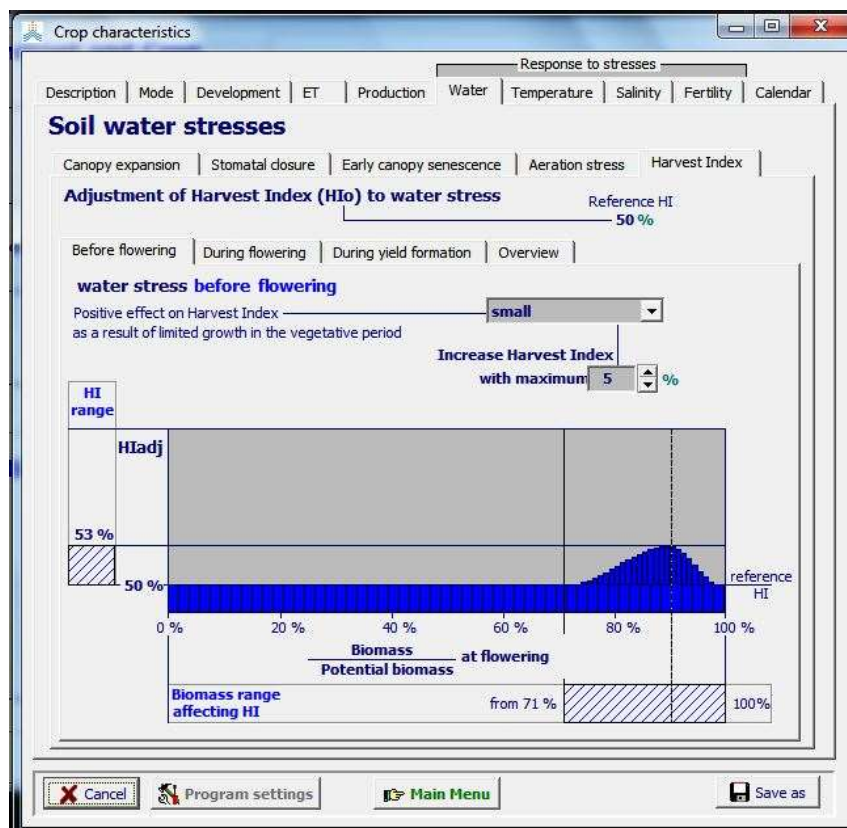 Crop characteristics
Response to stresses
Description Mode Development ET Production Water Temperature Salinity Fertility Calendar
Soil water stresses
Canopy expansion Stomatal closure Early canopy senescence Aeration stress Harvest Index
Adjustment of Harvest Index (HIo) to water stress
Reference HI
50 %
Before flowering During flowering During yield formation Overview
water stress before flowering
Positive effect on Harvest Index small
as a result of limited growth in the vegetative period
Increase Harvest Index
with maximum 5 %
HI
range
HIadj
53 %
50 %
reference
HI
0 % 20 % 40 % 60 % 80 % 100 %
Biomass
Potential biomass
at flowering
Biomass range
affecting HI
from 71 % 100%
Cancel Program settings Main Menu Save as